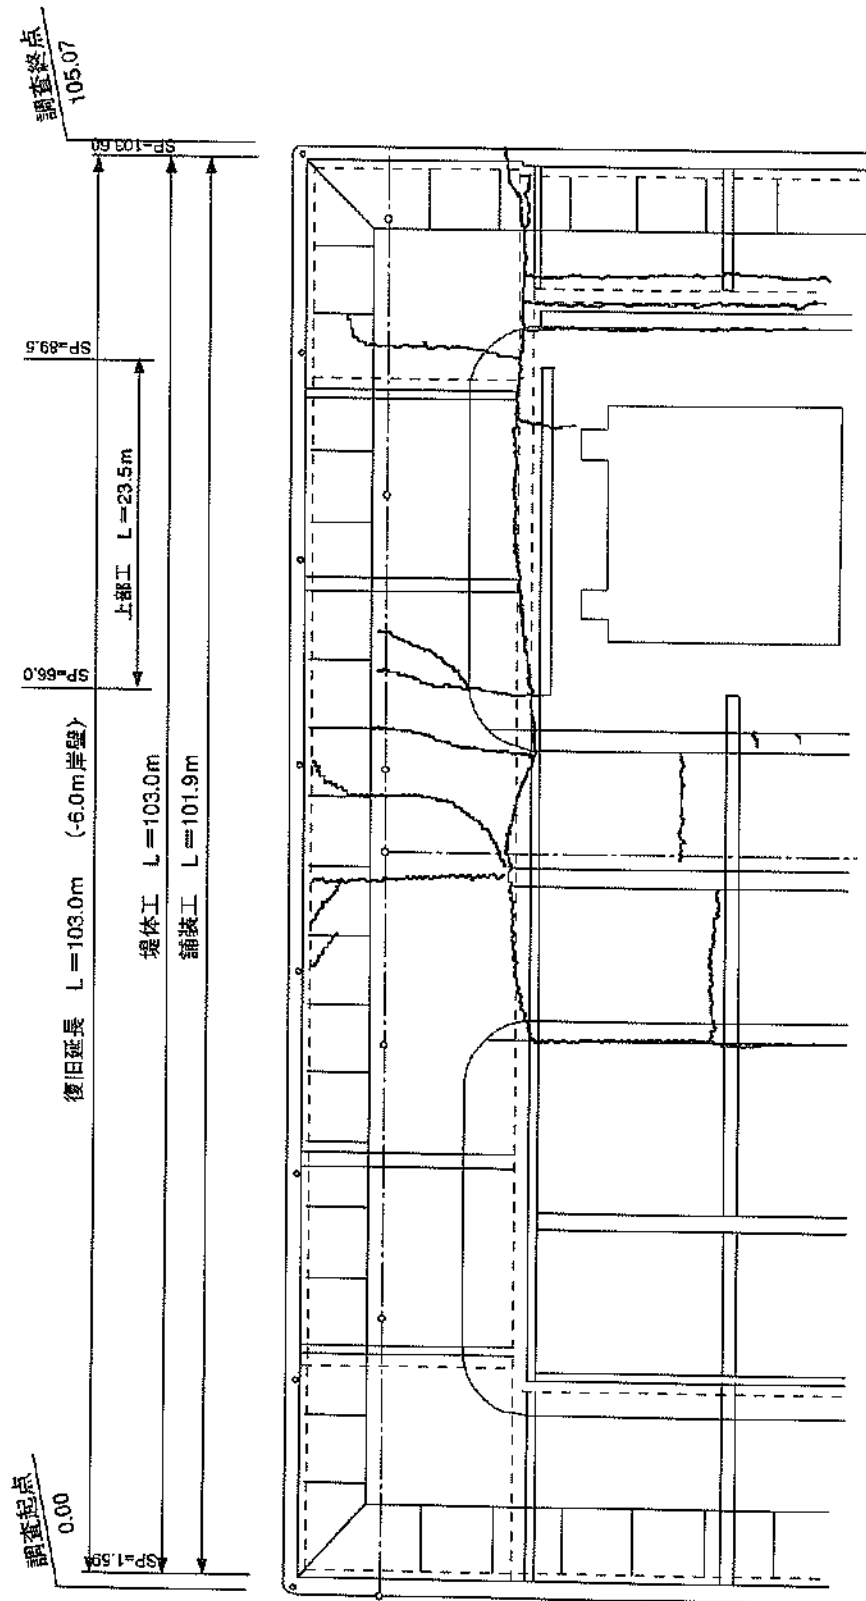 調査終点
105.07
SP=103.60
SP=89.5
上部工 L=23.5m
SP=66.0
復旧延長 L=103.0m (-6.0m岸壁)
堤体工 L=103.0m
舗装工 L=101.9m
調査起点
0.00
SP=1.59